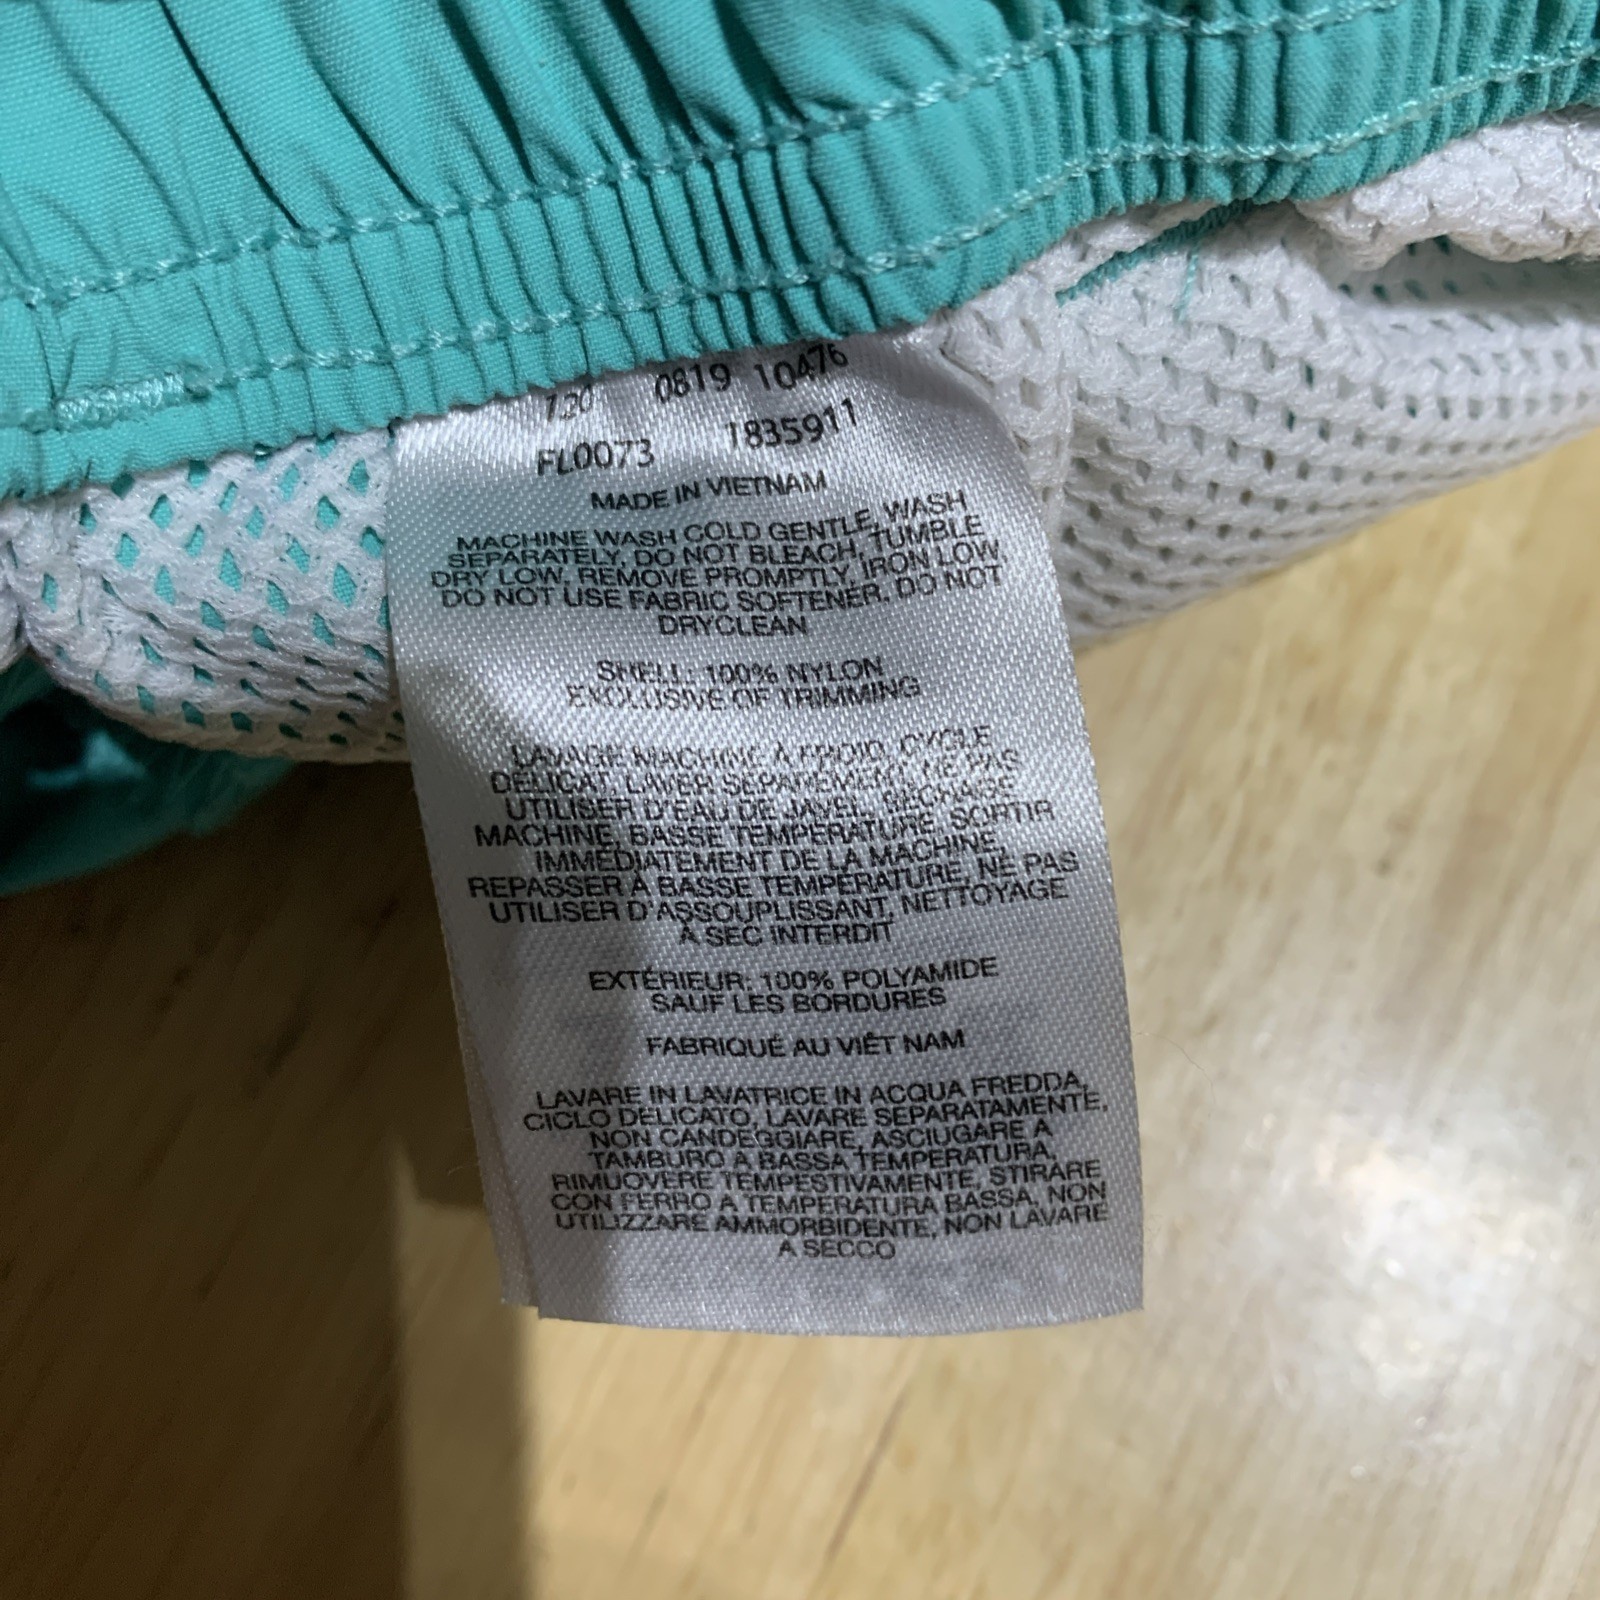 130 0819 10476
FL0073 1835911
MADE IN VIETNAM
MACHINE WASH COLD GENTLE, WASH
SEPARATELY, DO NOT BLEACH, TUMBLE
DRY LOW, REMOVE PROMPTLY, IRON LOW,
DO NOT USE FABRIC SOFTENER, DO NOT
DRYCLEAN
SHELL: 100% NYLON
EXCLUSIVE OF TRIMMING
LAVAGE MACHINE À FROID, CYCLE
DÉLICAT, LAVER SÉPARÉMENT, NE PAS
UTILISER D'EAU DE JAVEL, SÉCHAGE
MACHINE, BASSE TEMPÉRATURE, SORTIR
IMMÉDIATEMENT DE LA MACHINE,
REPASSER À BASSE TEMPÉRATURE, NE PAS
UTILISER D'ASSOUPLISSANT, NETTOYAGE
À SEC INTERDIT
EXTÉRIEUR: 100% POLYAMIDE
SAUF LES BORDURES
FABRIQUÉ AU VIÊT NAM
LAVARE IN LAVATRICE IN ACQUA FREDDA,
CICLO DELICATO, LAVARE SEPARATAMENTE,
NON CANDEGGIARE, ASCIUGARE A
TAMBURO A BASSA TEMPERATURA,
RIMUOVERE TEMPESTIVAMENTE, STIRARE
CON FERRO A TEMPERATURA BASSA, NON
UTILIZZARE AMMORBIDENTE, NON LAVARE
A SECCO